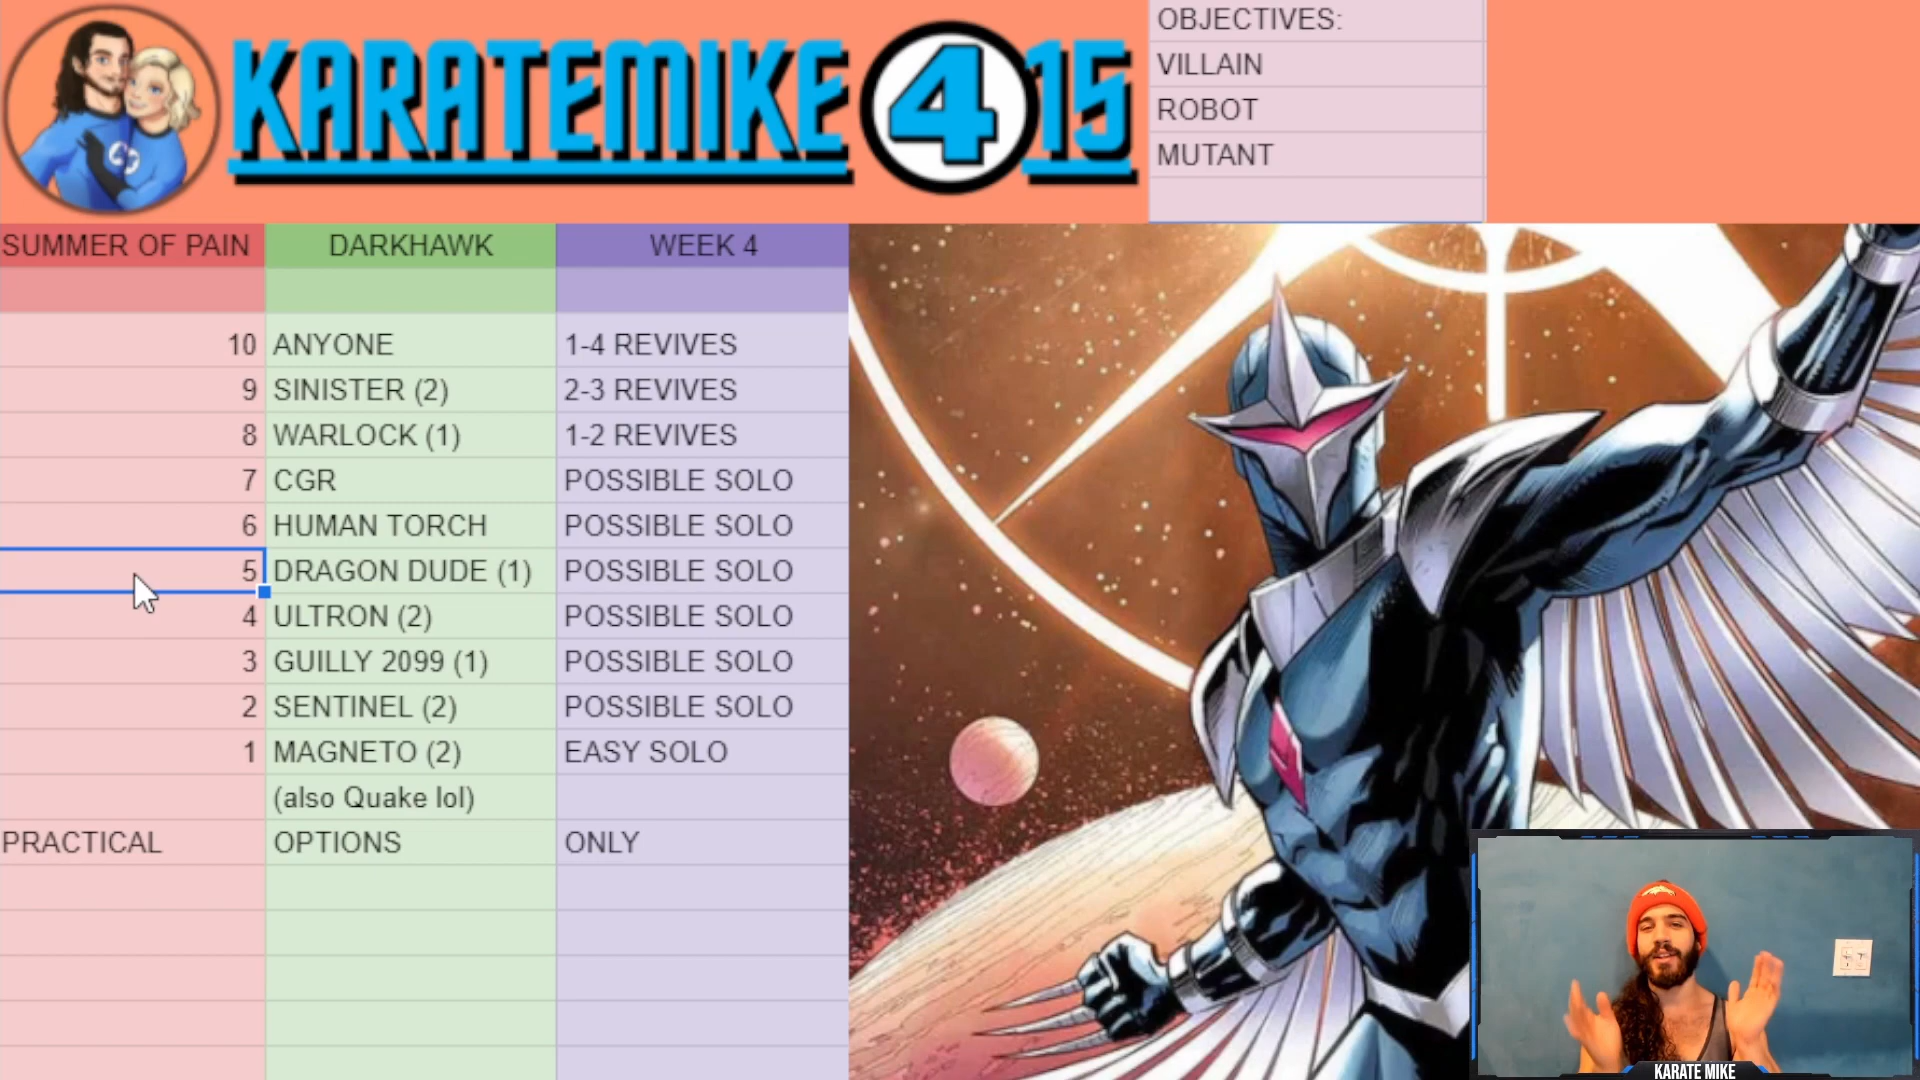 KARATEMIKE 4 15
OBJECTIVES:
VILLAIN
ROBOT
MUTANT
SUMMER OF PAIN DARKHAWK WEEK 4
10 ANYONE 1-4 REVIVES
9 SINISTER (2) 2-3 REVIVES
8 WARLOCK (1) 1-2 REVIVES
7 CGR POSSIBLE SOLO
6 HUMAN TORCH POSSIBLE SOLO
5 DRAGON DUDE (1) POSSIBLE SOLO
4 ULTRON (2) POSSIBLE SOLO
3 GUILLY 2099 (1) POSSIBLE SOLO
2 SENTINEL (2) POSSIBLE SOLO
1 MAGNETO (2) EASY SOLO
(also Quake lol)
PRACTICAL OPTIONS ONLY
4
KARATE MIKE